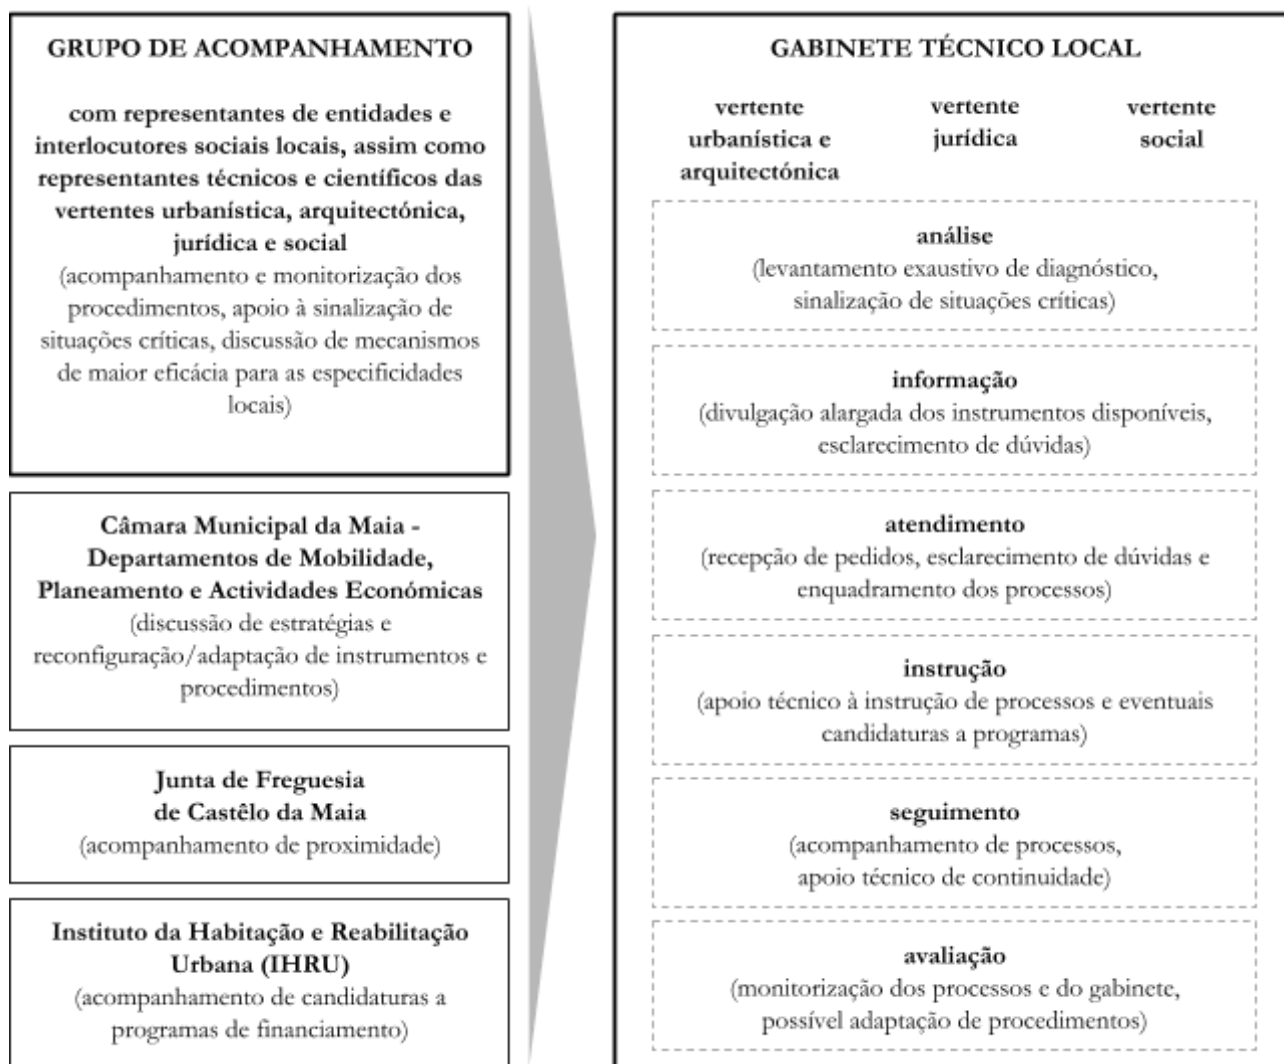 GRUPO DE ACOMPANHAMENTO
com representantes de entidades e
interlocutores sociais locais, assim como
representantes técnicos e científicos das
vertentes urbanística, arquitectónica,
jurídica e social
(acompanhamento e monitorização dos
procedimentos, apoio à sinalização de
situações críticas, discussão de mecanismos
de maior eficácia para as especificidades
locais)
Câmara Municipal da Maia -
Departamentos de Mobilidade,
Planeamento e Actividades Económicas
(discussão de estratégias e
reconfiguração/adaptação de instrumentos e
procedimentos)
Junta de Freguesia
de Castêlo da Maia
(acompanhamento de proximidade)
Instituto da Habitação e Reabilitação
Urbana (IHRU)
(acompanhamento de candidaturas a
programas de financiamento)
GABINETE TÉCNICO LOCAL
vertente
urbanística e
arquitectónica
vertente
jurídica
vertente
social
análise
(levantamento exaustivo de diagnóstico,
sinalização de situações críticas)
informação
(divulgação alargada dos instrumentos disponíveis,
esclarecimento de dúvidas)
atendimento
(recepção de pedidos, esclarecimento de dúvidas e
enquadramento dos processos)
instrução
(apoio técnico à instrução de processos e eventuais
candidaturas a programas)
seguimento
(acompanhamento de processos,
apoio técnico de continuidade)
avaliação
(monitorização dos processos e do gabinete,
possível adaptação de procedimentos)